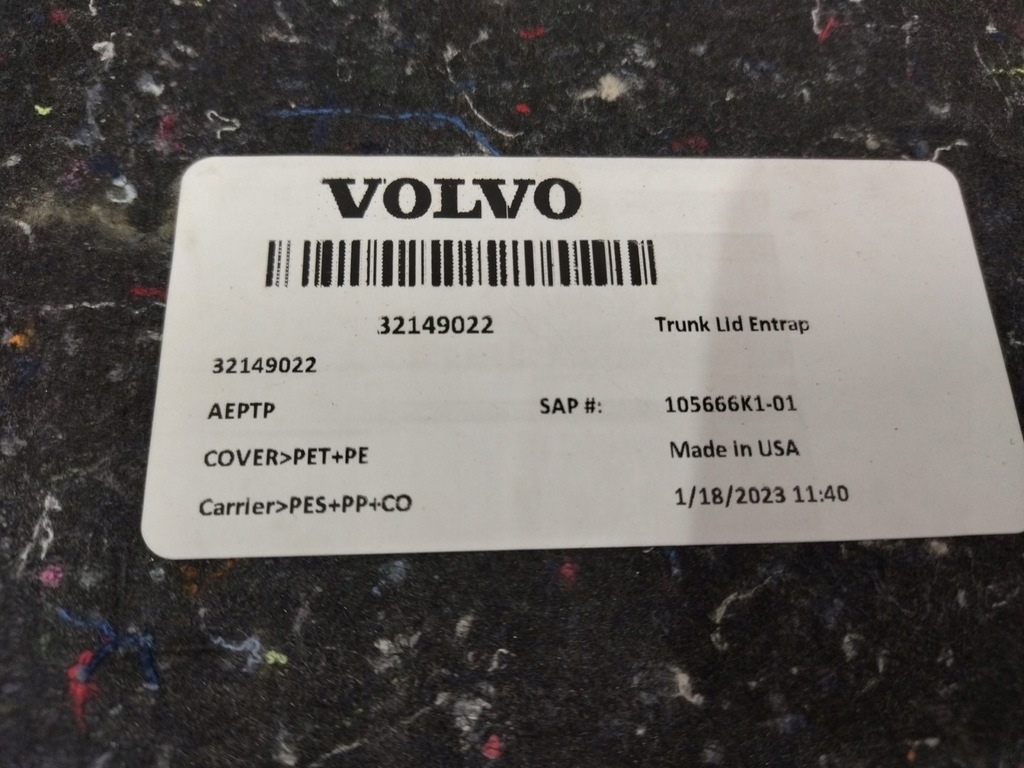 VOLVO
32149022 Trunk Lid Entrap
32149022
AEPTP SAP #: 105666K1-01
COVER>PET+PE Made in USA
Carrier>PES+PP+CO 1/18/2023 11:40